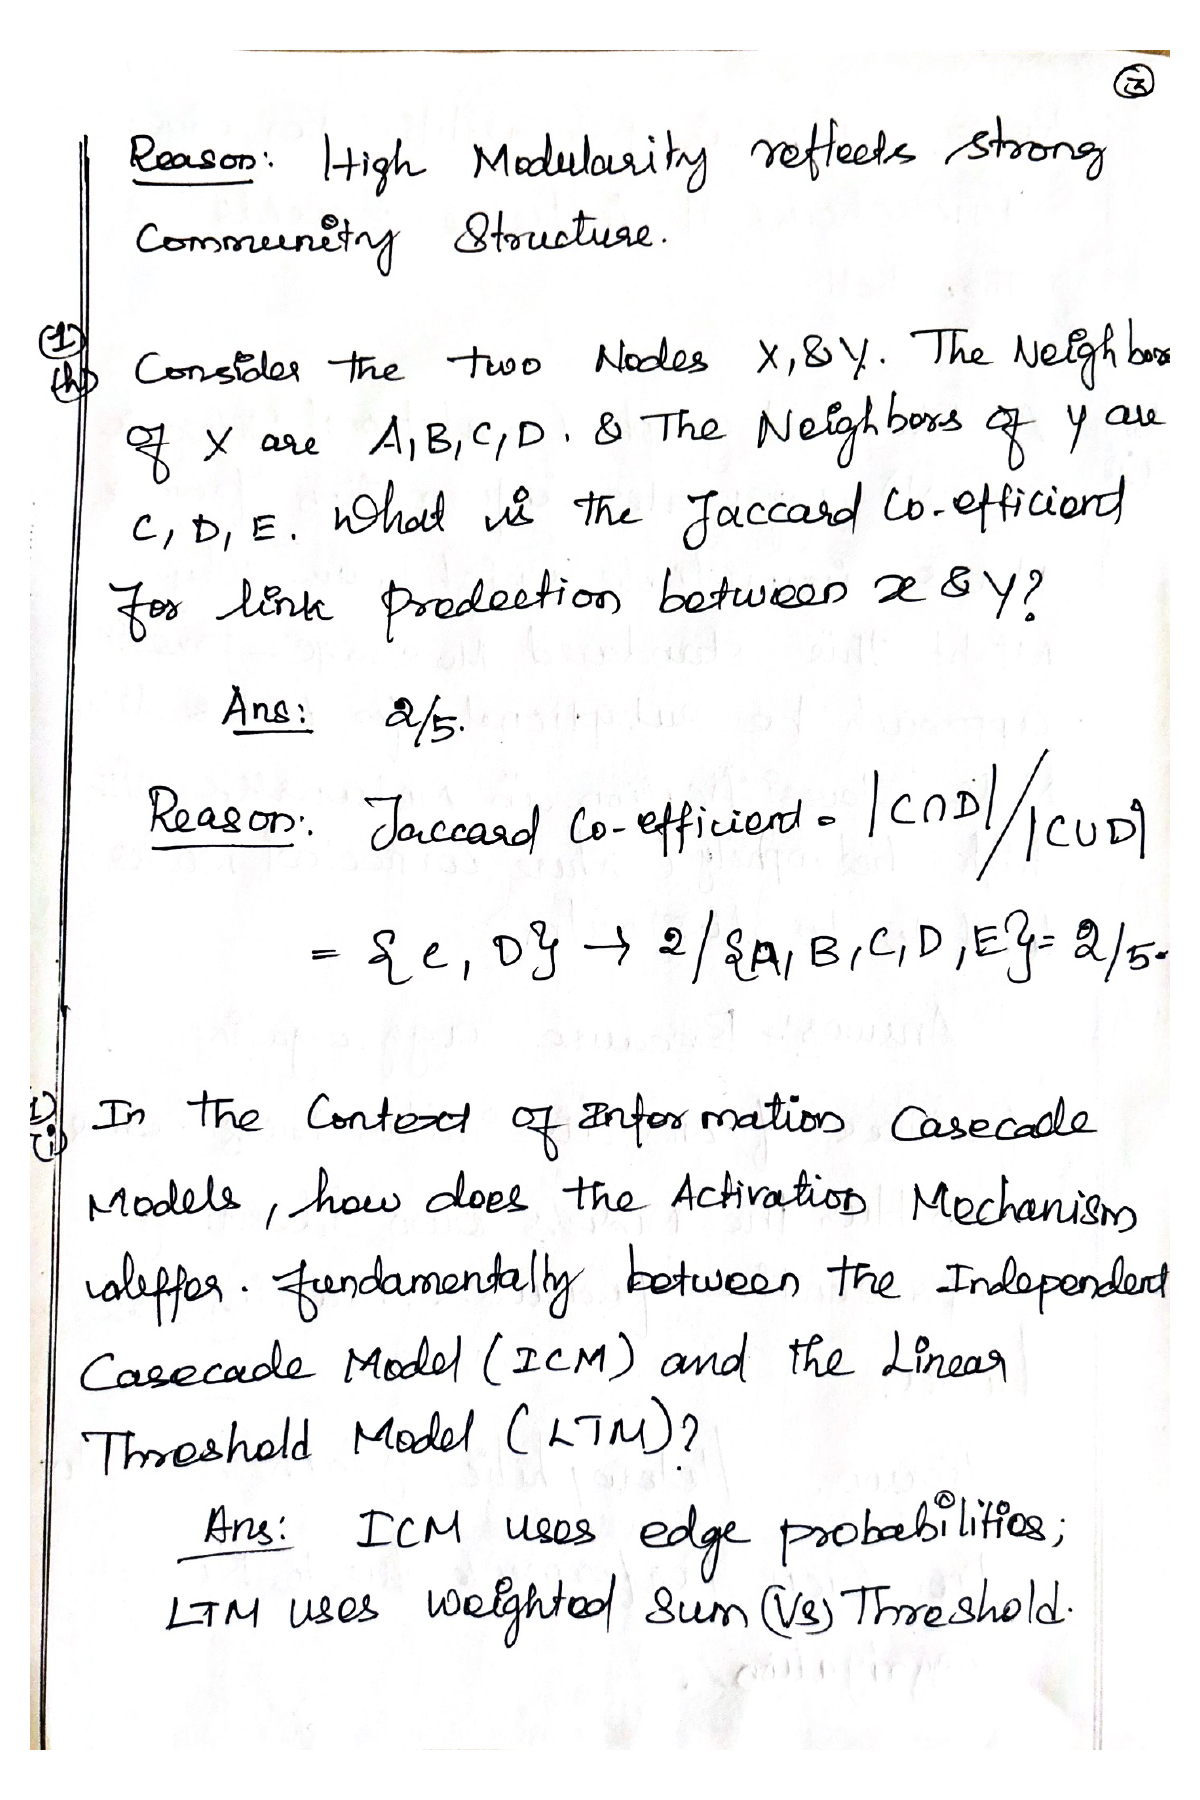 3
Reason: High Modularity reflects strong
Community Structure.
1
(h) Consider the two Nodes X, & Y. The Neighbors
of X are A, B, C, D. & The Neighbors of Y are
C, D, E. What is the Jaccard Co-efficient
for link prediction between x & Y?
Ans: 2/5.
Reason: Jaccard Co-efficient = |C∩D|/|C∪D|
= {C, D} → 2/{A, B, C, D, E} = 2/5.
1
(i) In the Context of Information Casecade
Models, how does the Activation Mechanism
differ. fundamentally between the Independent
Casecade Model (ICM) and the Linear
Threshold Model (LTM)?
Ans: ICM uses edge probabilities;
LTM uses weighted Sum (Vs) Threshold.